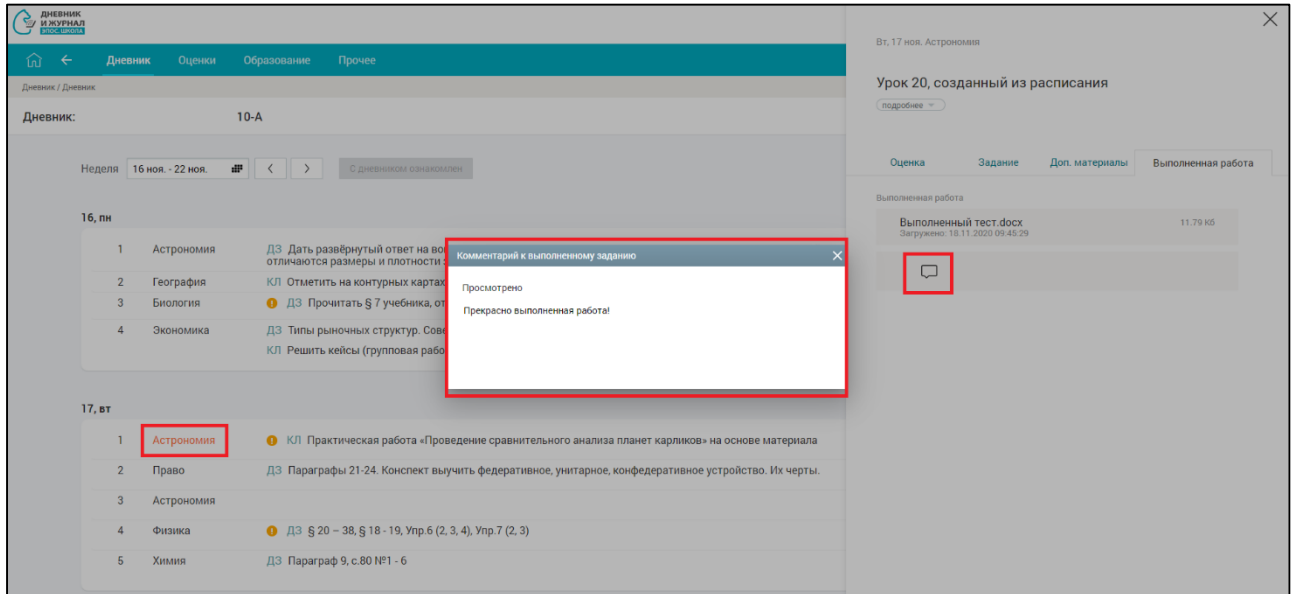 ДНЕВНИК
И ЖУРНАЛ
ЭПОС.ШКОЛА
Дневник Оценки Образование Прочее
Дневник / Дневник
Дневник: 10-А
Неделя 16 ноя. - 22 ноя. < > С дневником ознакомлен
16, пн
1 Астрономия ДЗ Дать развёрнутый ответ на
отличаются размеры и плотности
2 География КЛ Отметить на контурных картах
3 Биология ДЗ Прочитать § 7 учебника,
4 Экономика ДЗ Типы рыночных структур.
КЛ Решить кейсы (групповая
17, вт
1 Астрономия КЛ Практическая работа «Проведение сравнительного анализа планет карликов» на основе материала
2 Право ДЗ Параграфы 21-24. Конспект выучить федеративное, унитарное, конфедеративное устройство. Их черты.
3 Астрономия
4 Физика ДЗ § 20 – 38, § 18 - 19, Упр.6 (2, 3, 4), Упр.7 (2, 3)
5 Химия ДЗ Параграф 9, с.80 №1 - 6
Комментарий к выполненному заданию
Просмотрено
Прекрасно выполненная работа!
Вт, 17 ноя. Астрономия
Урок 20, созданный из расписания
подробнее
Оценка Задание Доп. материалы Выполненная работа
Выполненная работа
Выполненный тест.docx 11.79 Кб
Загружено: 18.11.2020 09:45:29